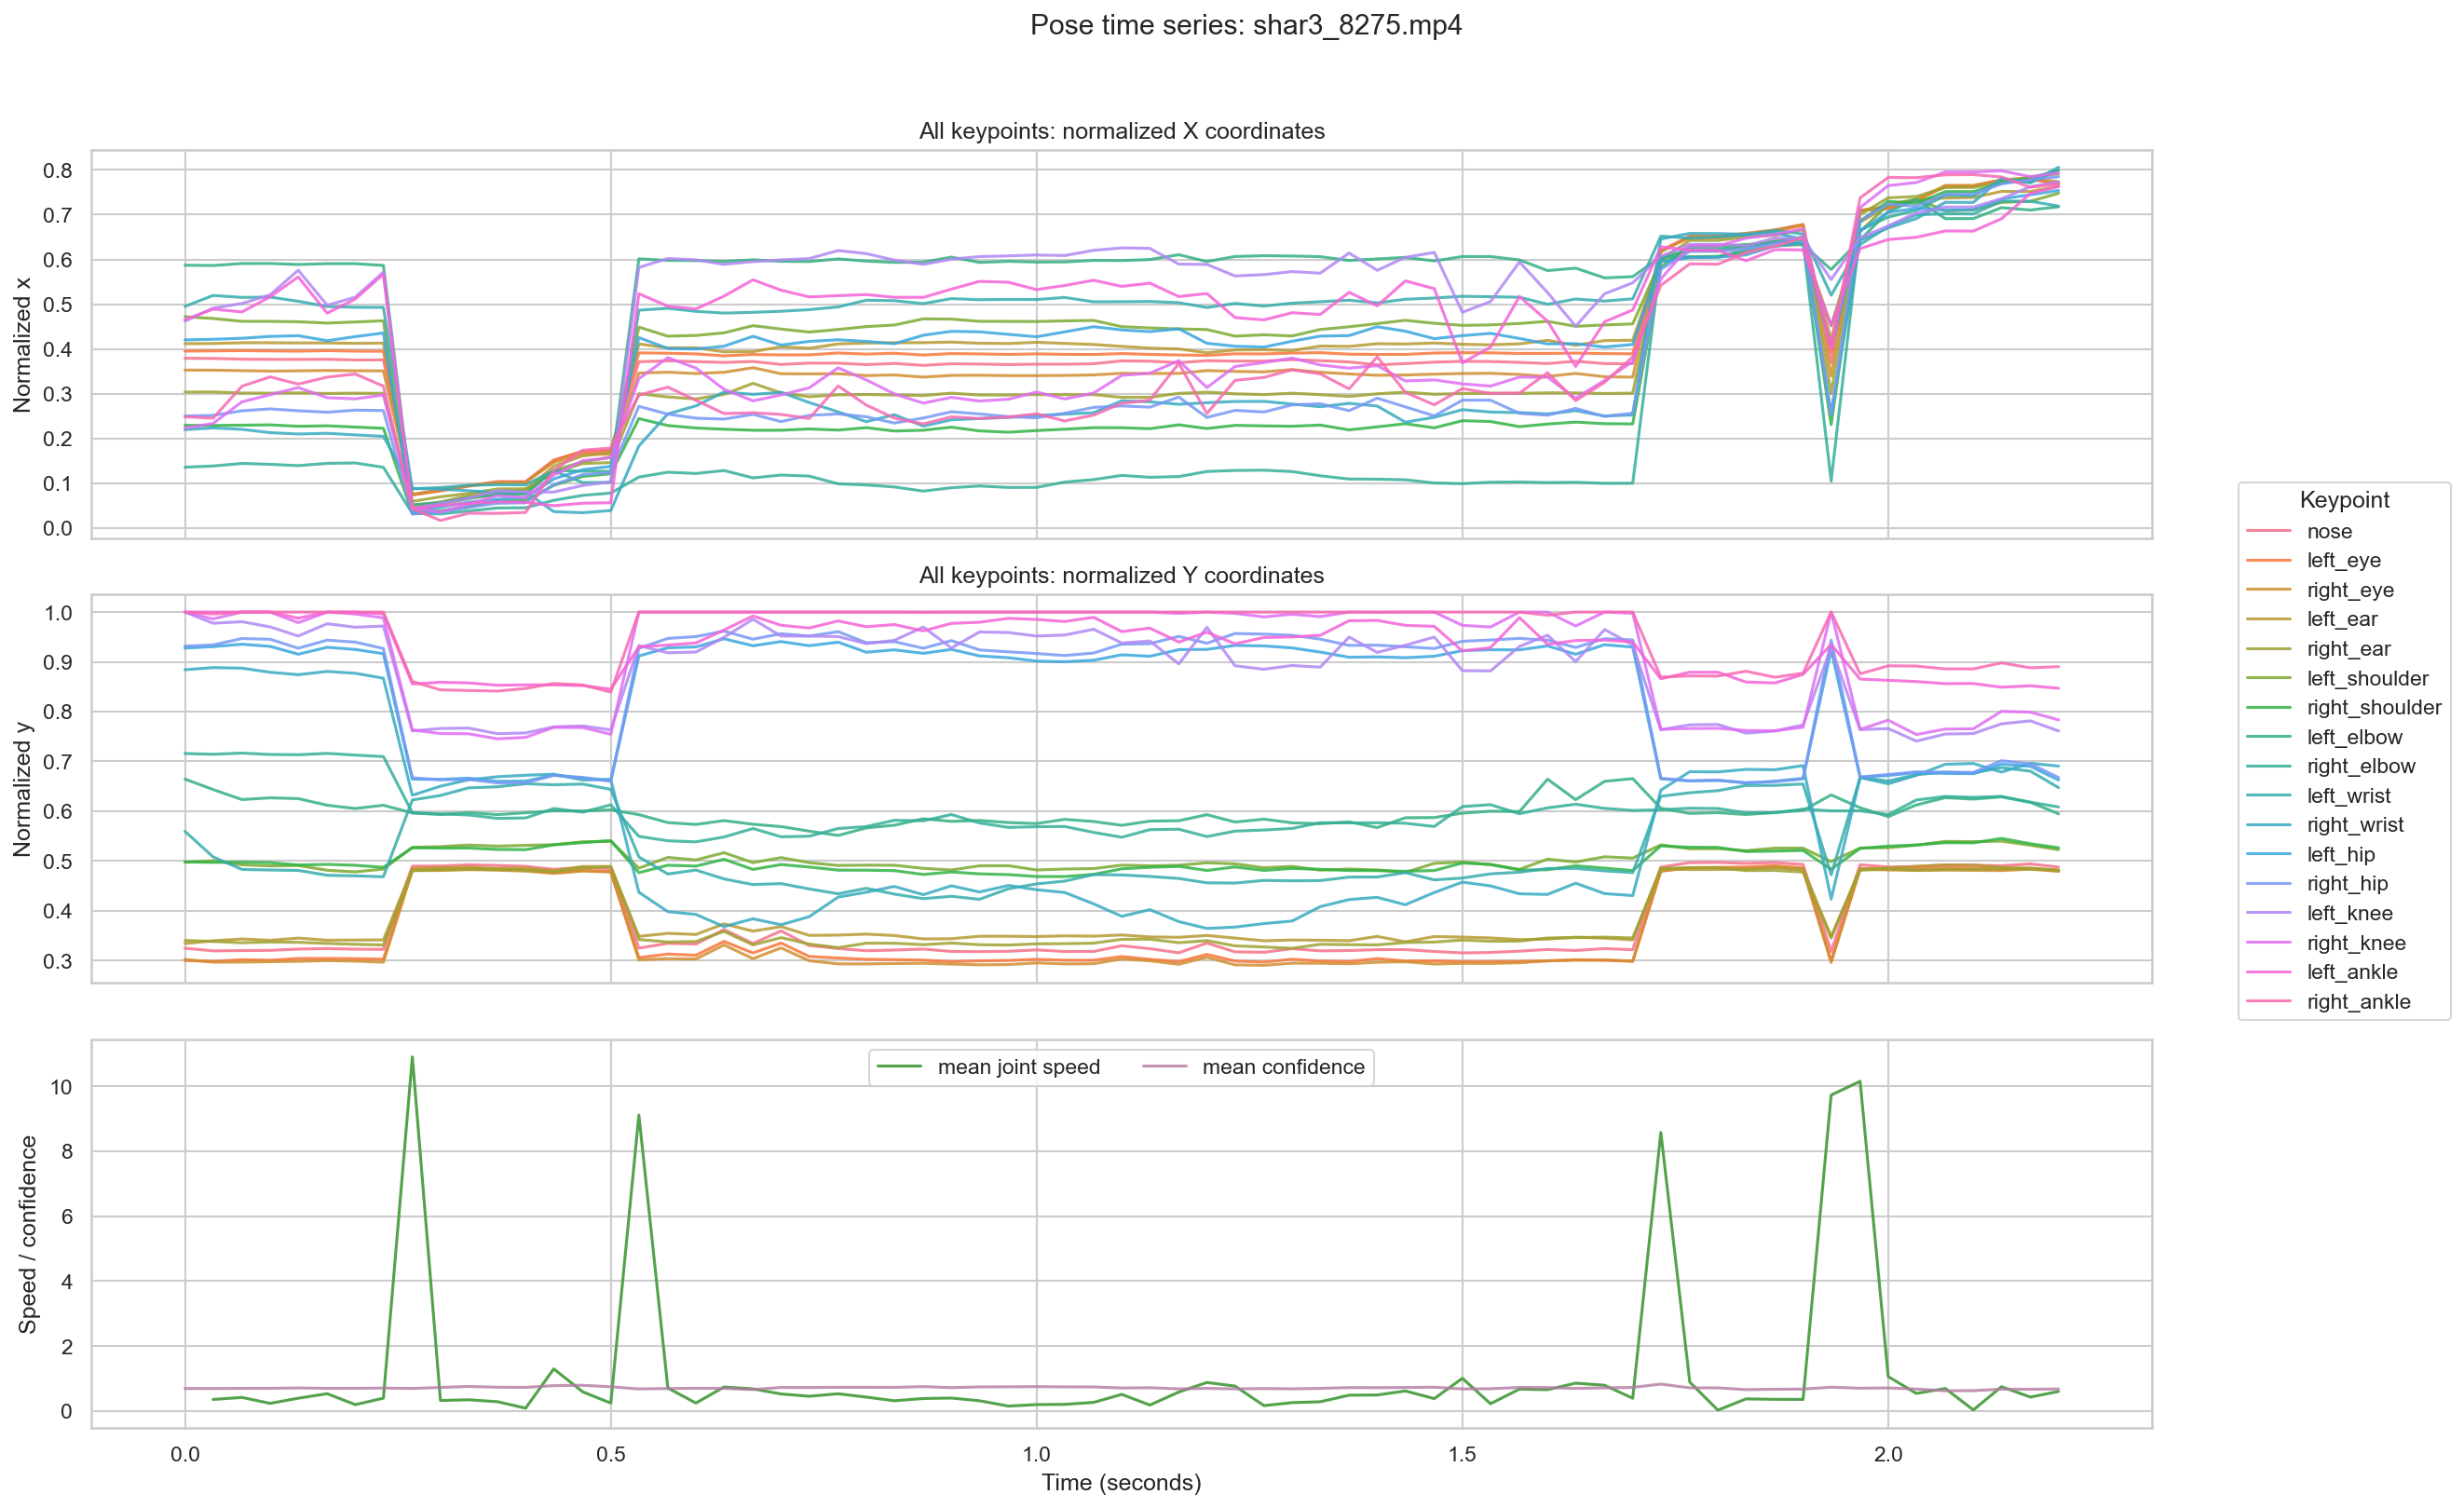 Pose time series: shar3_8275.mp4
All keypoints: normalized X coordinates
Normalized x
0.8
0.7
0.6
0.5
0.4
0.3
0.2
0.1
0.0
All keypoints: normalized Y coordinates
Normalized y
1.0
0.9
0.8
0.7
0.6
0.5
0.4
0.3
Keypoint
nose
left_eye
right_eye
left_ear
right_ear
left_shoulder
right_shoulder
left_elbow
right_elbow
left_wrist
right_wrist
left_hip
right_hip
left_knee
right_knee
left_ankle
right_ankle
mean joint speed
mean confidence
Speed / confidence
10
8
6
4
2
0
0.0 0.5 1.0 1.5 2.0
Time (seconds)